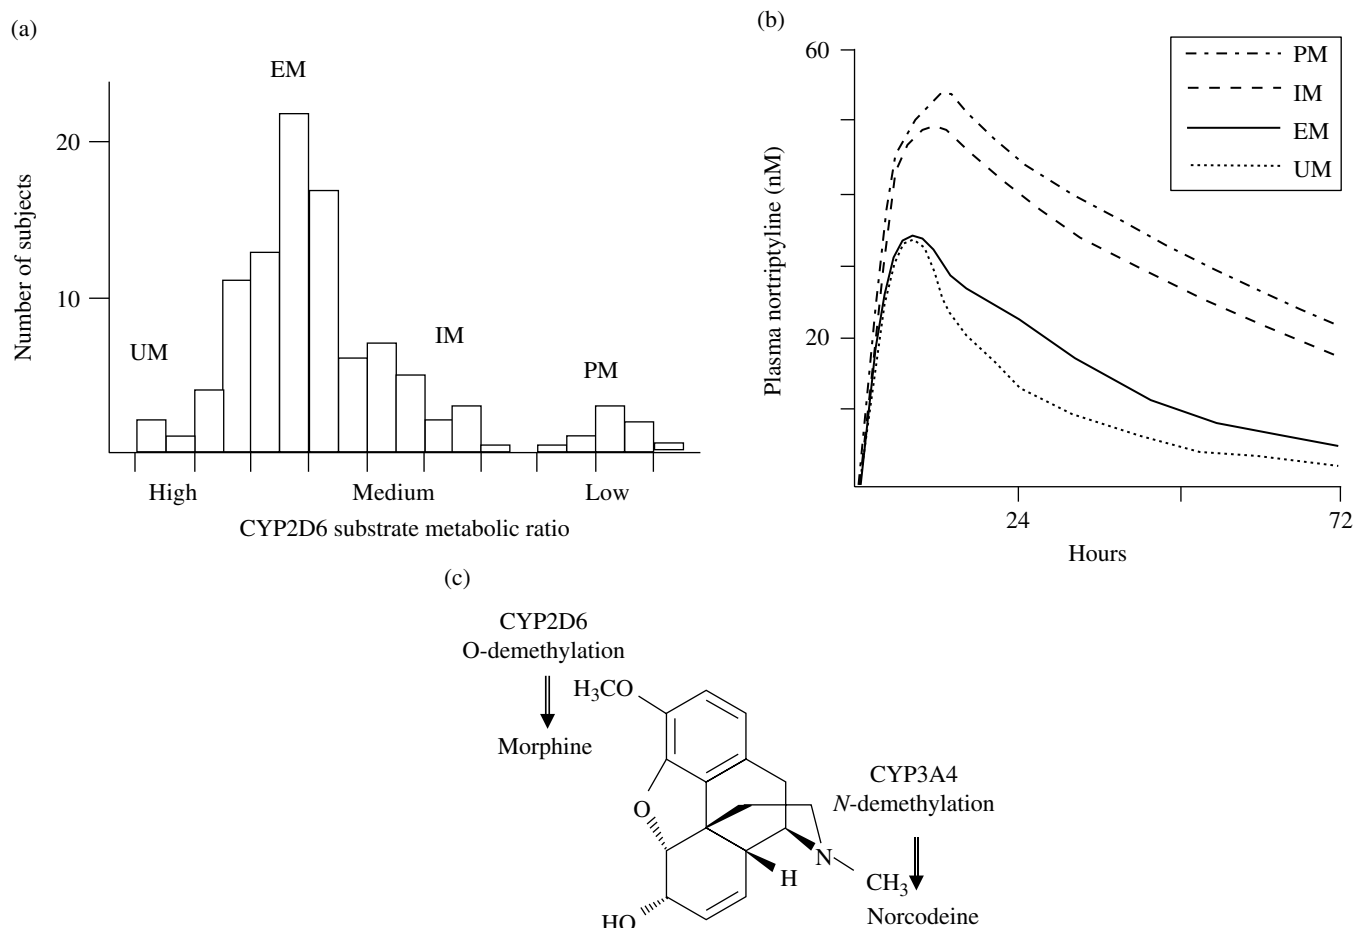 (a)
EM
20
UM
IM
PM
10
Number of subjects
High
Medium
Low
CYP2D6 substrate metabolic ratio
(b)
60
PM
IM
EM
UM
Plasma nortriptyline (nM)
20
24
72
Hours
(c)
CYP2D6
O-demethylation
H₃CO
Morphine
CYP3A4
N-demethylation
O
N
H
CH₃
HO
Norcodeine